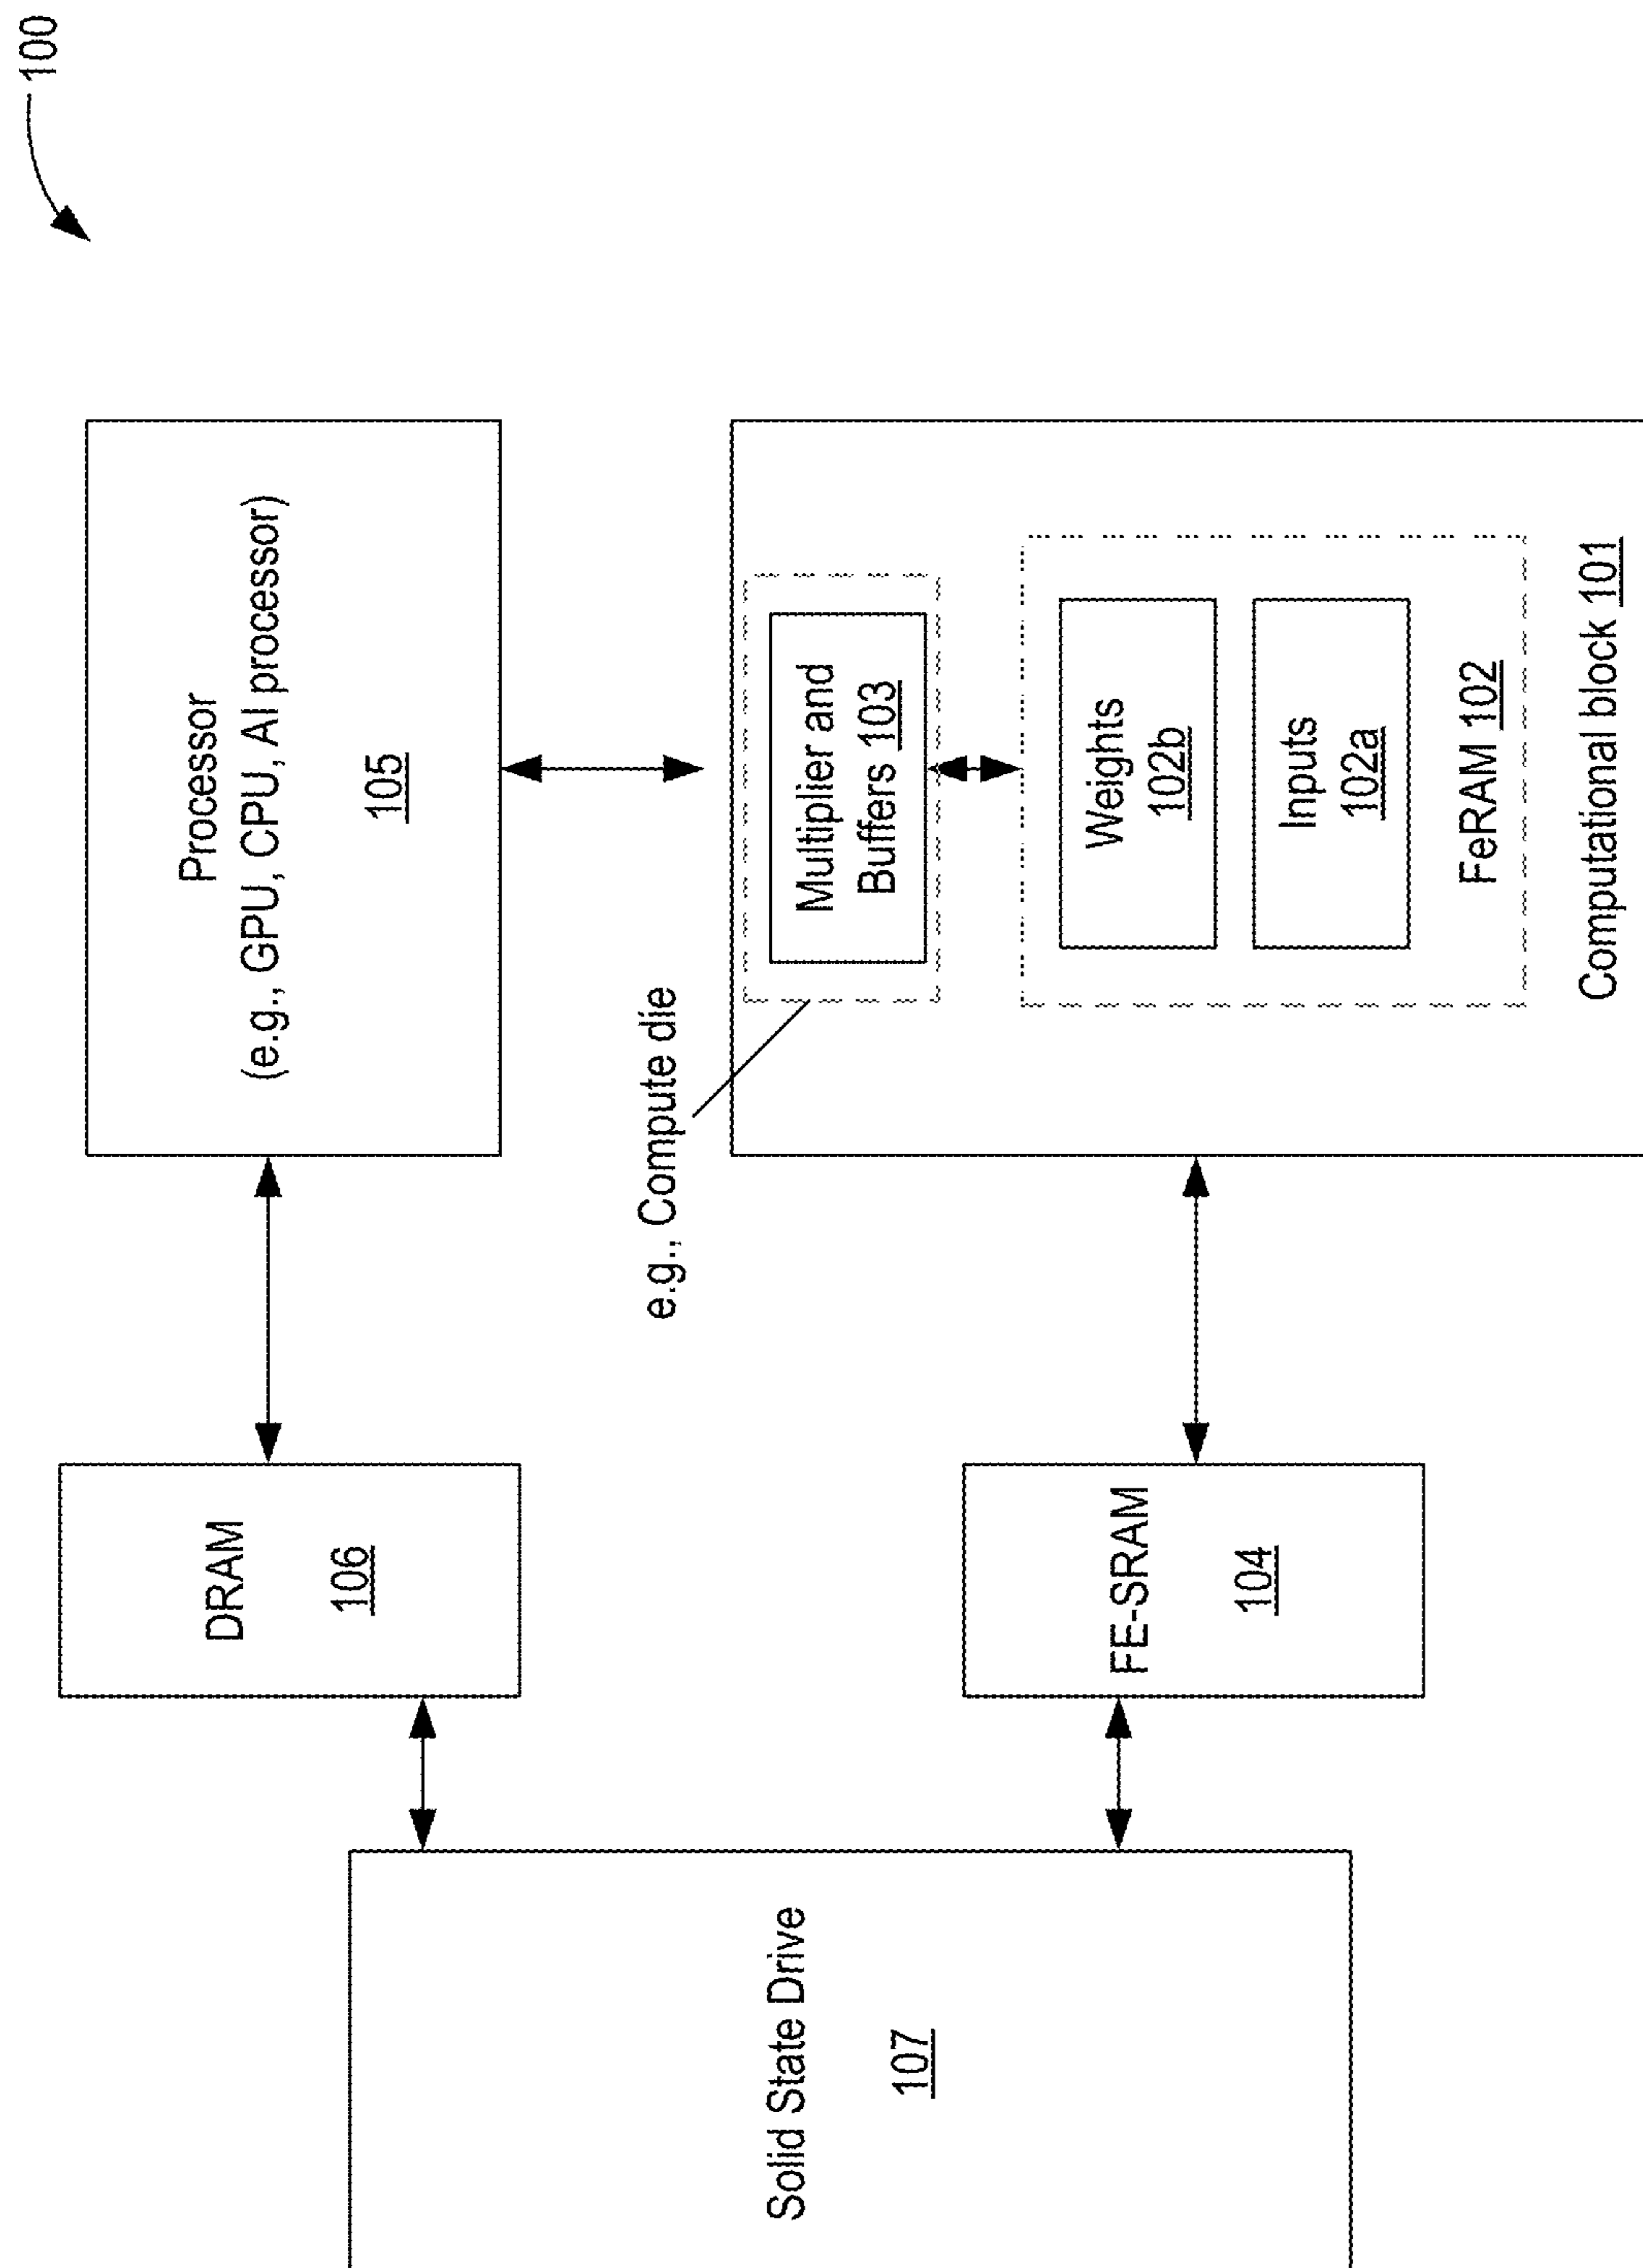 100
Solid State Drive
107
DRAM
106
Processor
(e.g., GPU, CPU, AI processor)
105
FE-SRAM
104
e.g., Compute die
Multiplier and
Buffers 103
Weights
102b
Inputs
102a
FeRAM 102
Computational block 101